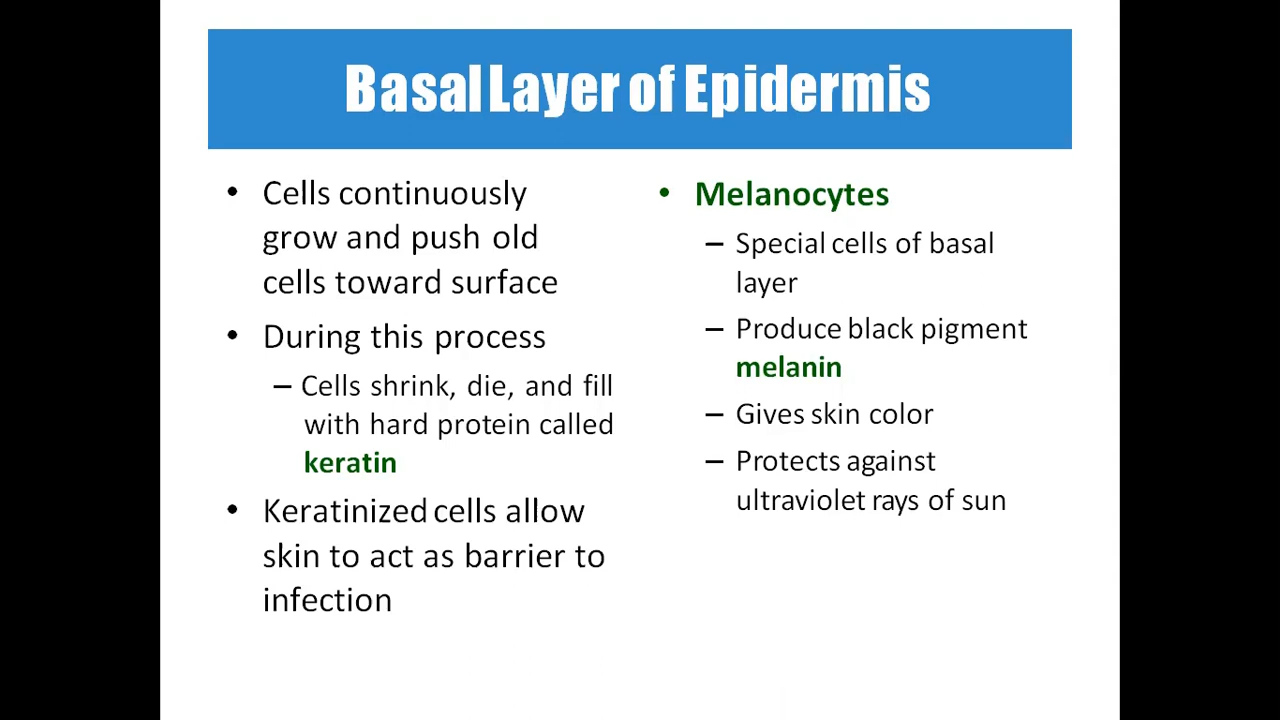 Basal Layer of Epidermis
• Cells continuously
grow and push old
cells toward surface
• During this process
– Cells shrink, die, and fill
with hard protein called
keratin
• Keratinized cells allow
skin to act as barrier to
infection
• Melanocytes
– Special cells of basal
layer
– Produce black pigment
melanin
– Gives skin color
– Protects against
ultraviolet rays of sun